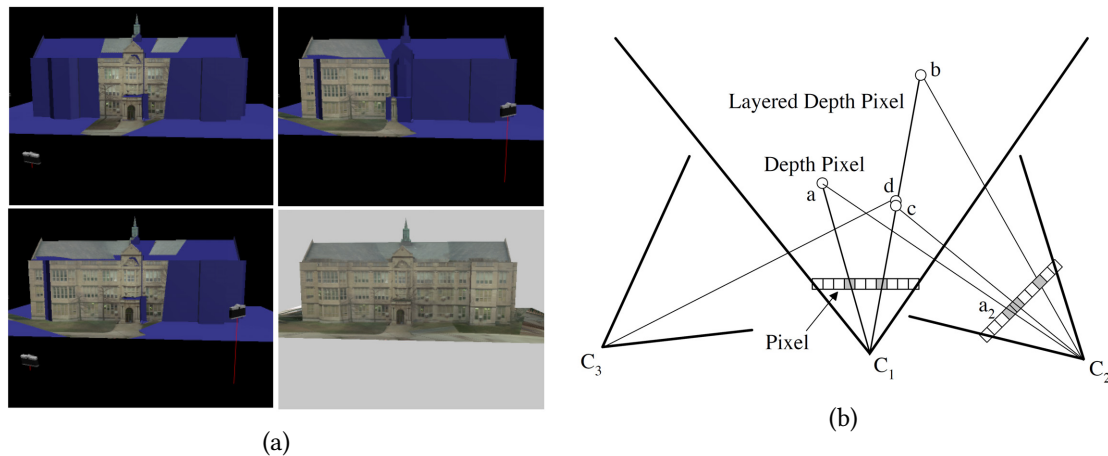 b
Layered Depth Pixel
Depth Pixel
a
d
c
a2
Pixel
C3
C1
C2
(a)
(b)